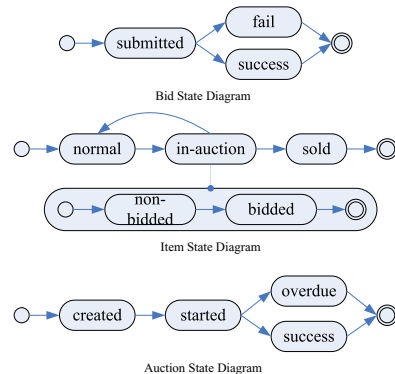 fail
submitted
success
Bid State Diagram
normal
in-auction
sold
non-
bidded
bidded
Item State Diagram
overdue
created
started
success
Auction State Diagram